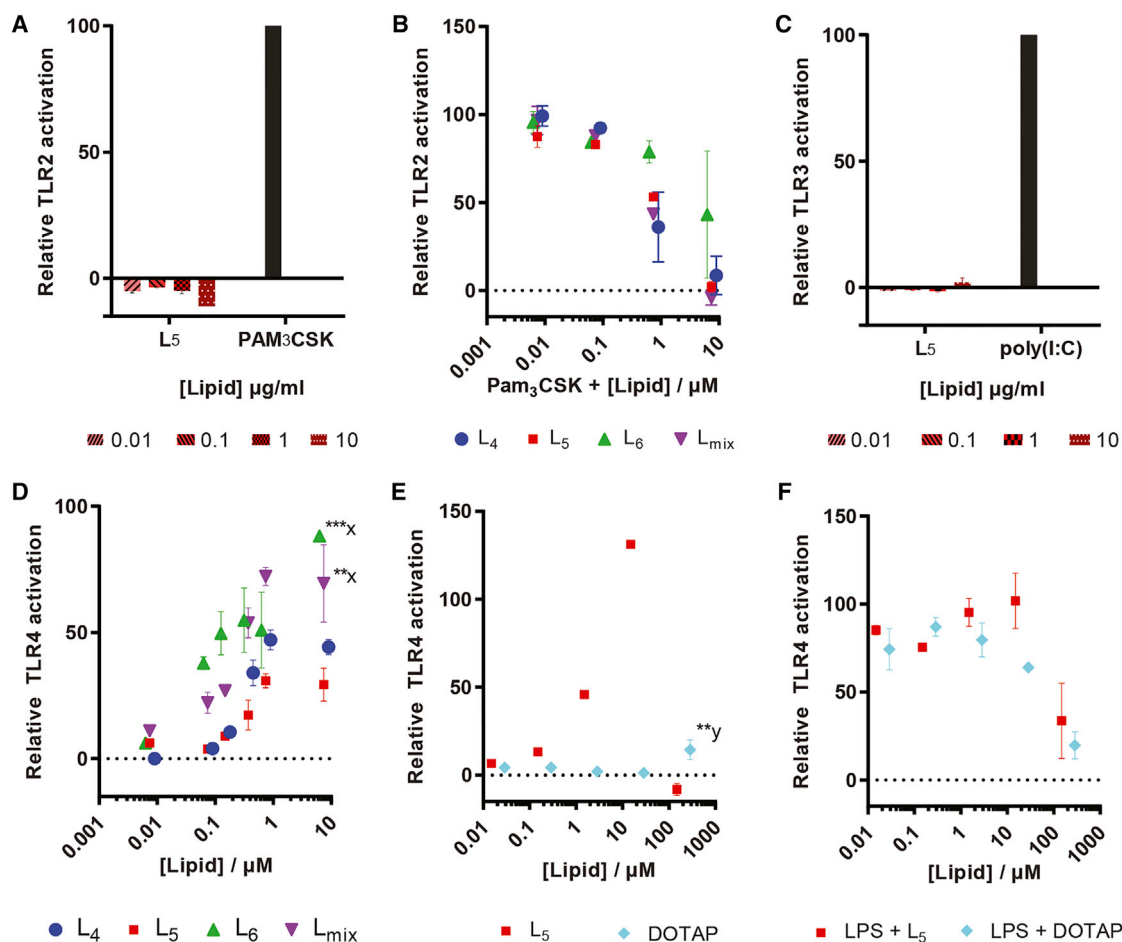 A
Relative TLR2 activation
100
50
0
L5 PAM3CSK
[Lipid] µg/ml
0.01 0.1 1 10
B
Relative TLR2 activation
150
100
50
0
0.001 0.01 0.1 1 10
Pam3CSK + [Lipid] / µM
L4 L5 L6 Lmix
C
Relative TLR3 activation
100
50
0
L5 poly(I:C)
[Lipid] µg/ml
0.01 0.1 1 10
D
Relative TLR4 activation
100
50
0
***x
**x
0.001 0.01 0.1 1 10
[Lipid] / µM
L4 L5 L6 Lmix
E
Relative TLR4 activation
150
100
50
0
**y
0.01 0.1 1 10 100 1000
[Lipid] / µM
L5 DOTAP
F
Relative TLR4 activation
150
100
50
0
0.01 0.1 1 10 100 1000
[Lipid] / µM
LPS + L5 LPS + DOTAP